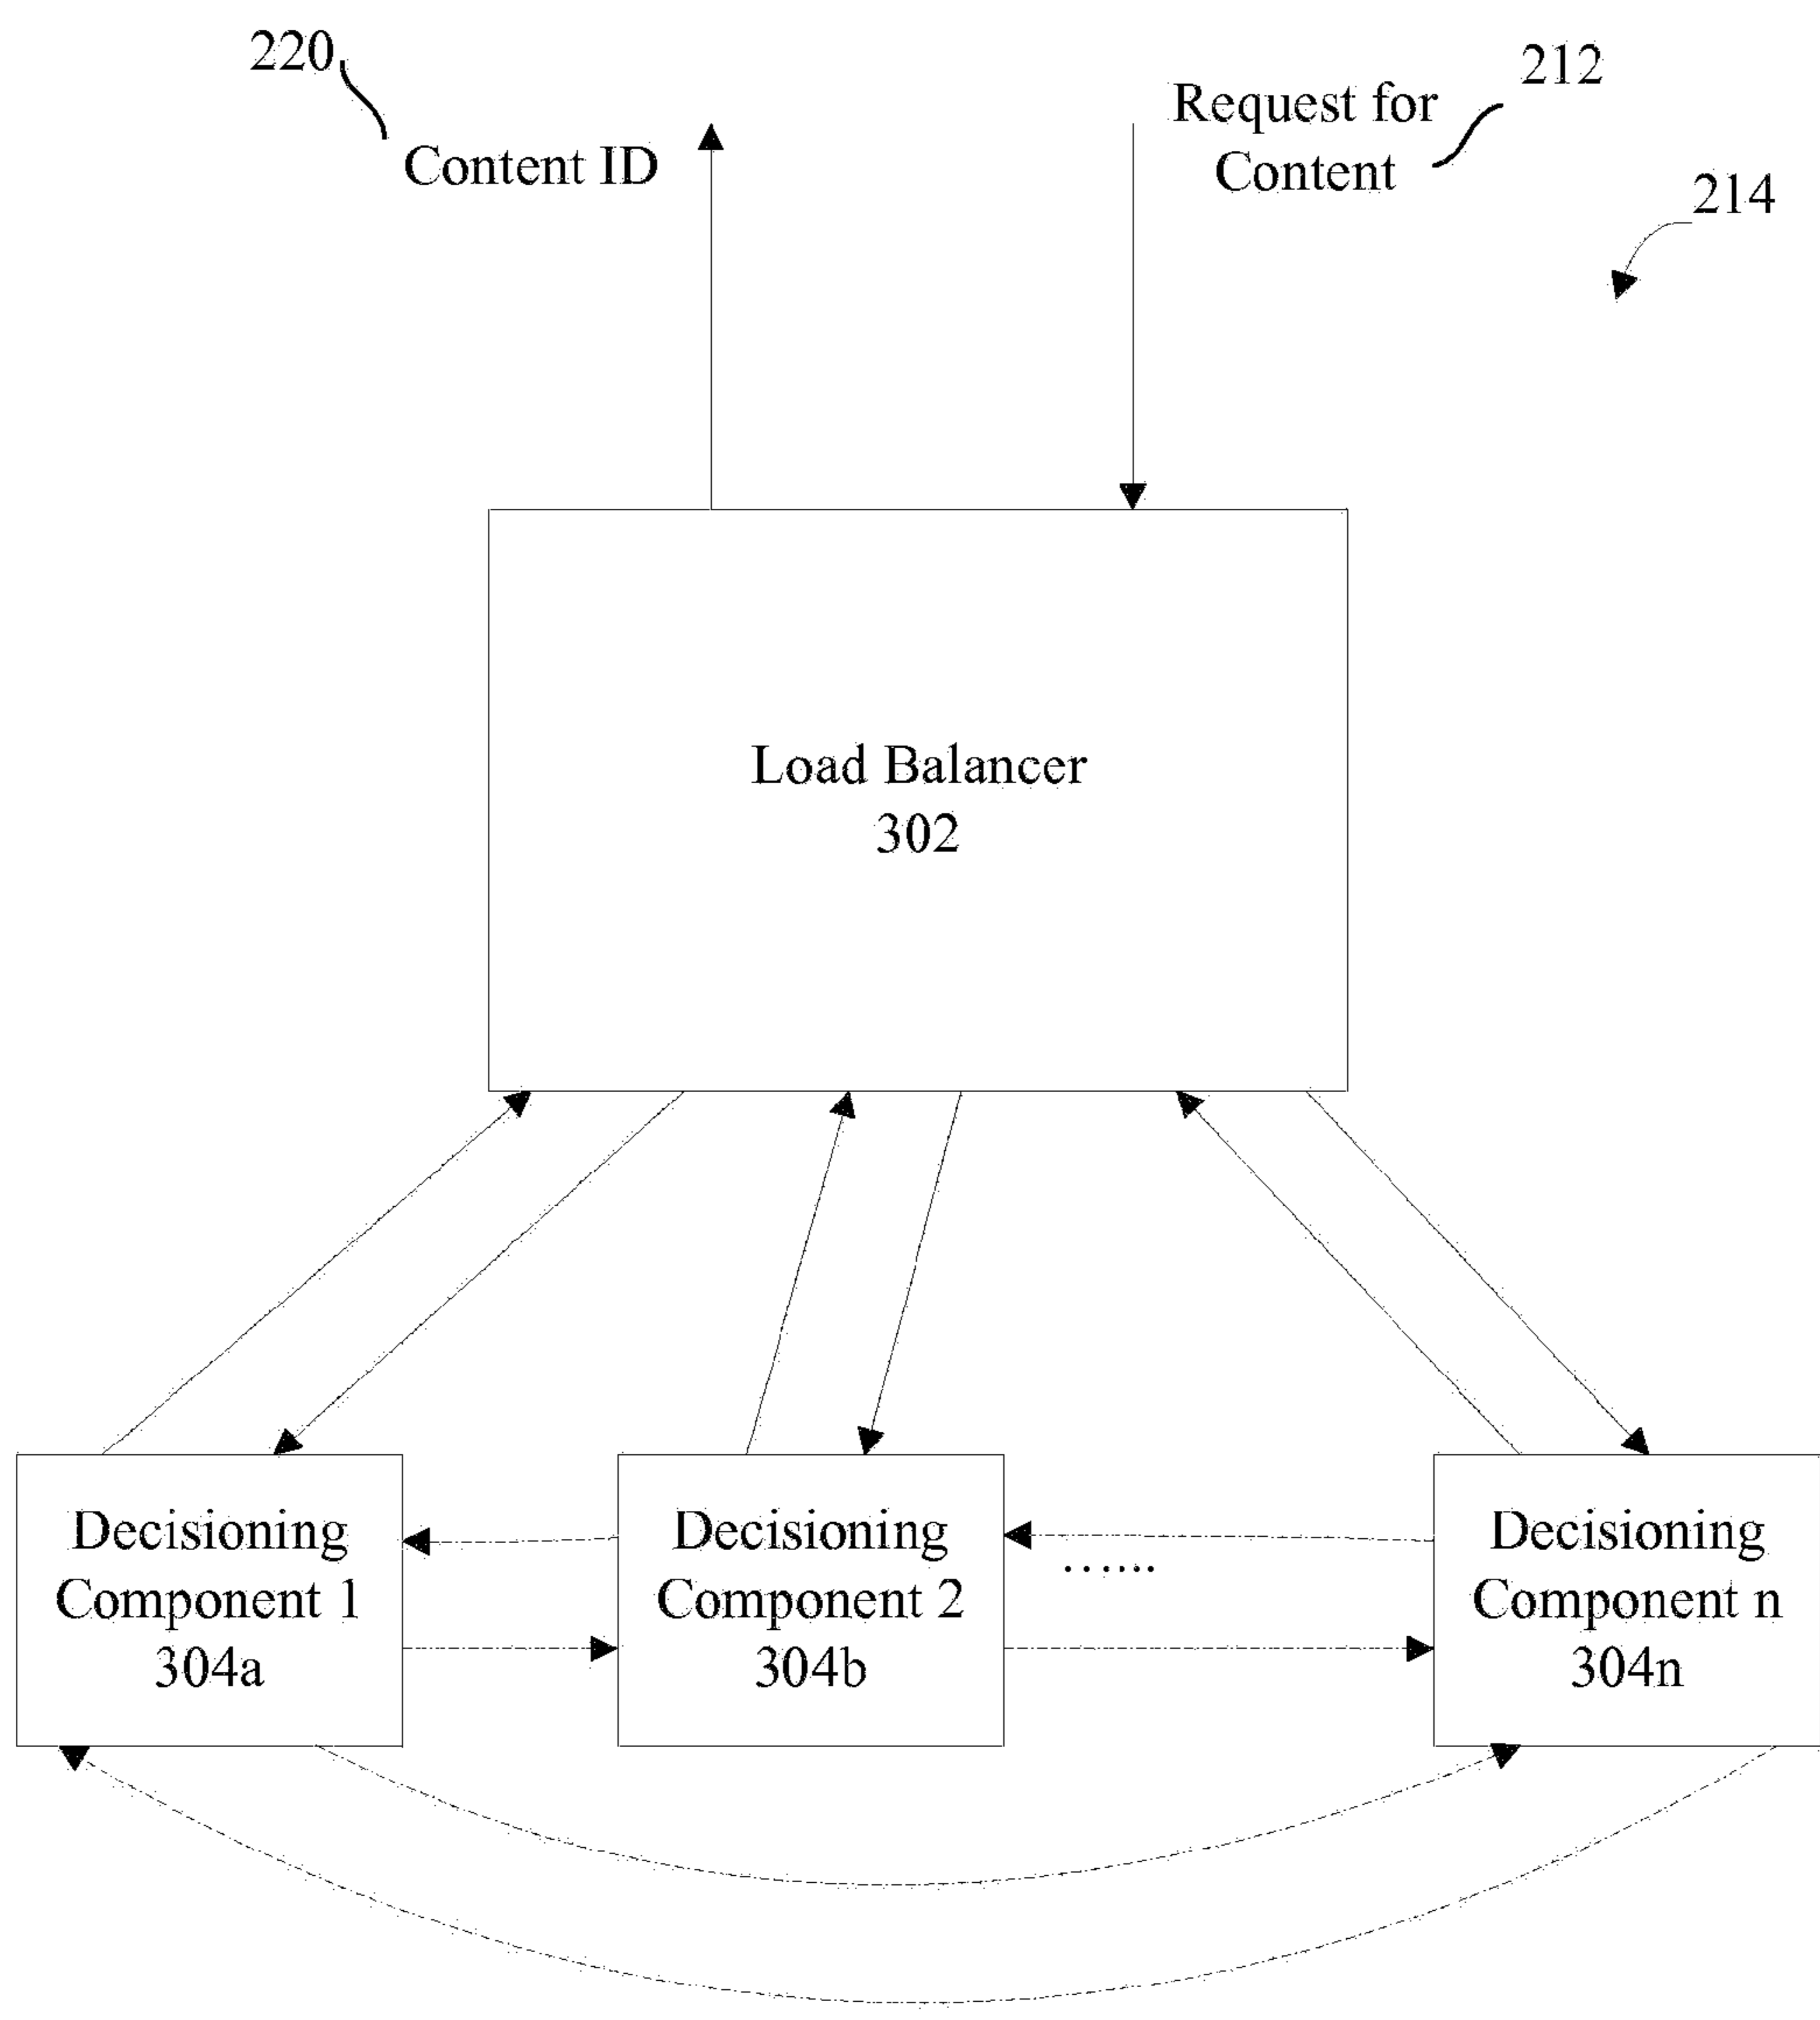 220
Content ID
Request for
Content
212
214
Load Balancer
302
Decisioning
Component 1
304a
Decisioning
Component 2
304b
......
Decisioning
Component n
304n